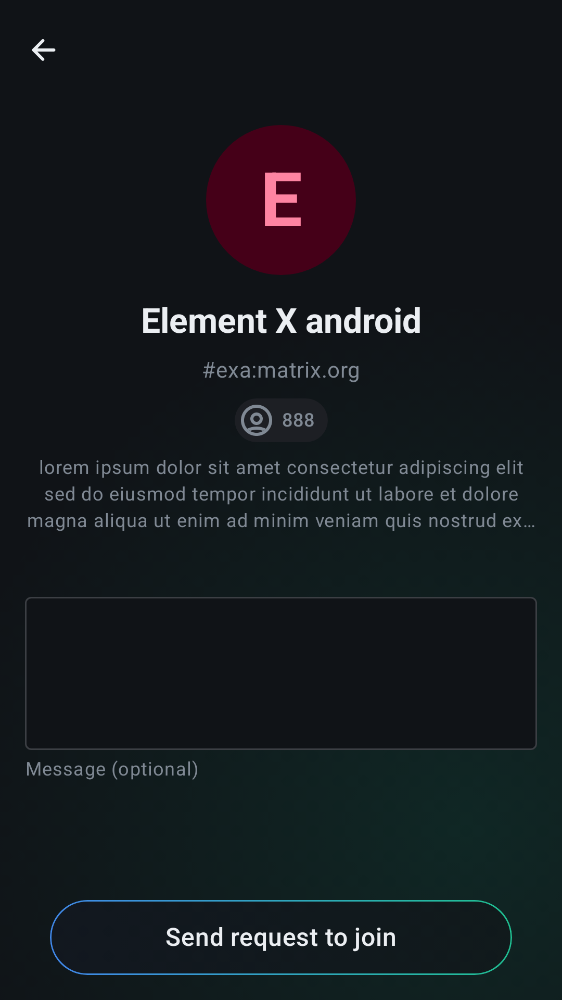 E
Element X android
#exa:matrix.org
888
lorem ipsum dolor sit amet consectetur adipiscing elit
sed do eiusmod tempor incididunt ut labore et dolore
magna aliqua ut enim ad minim veniam quis nostrud ex…
Message (optional)
Send request to join